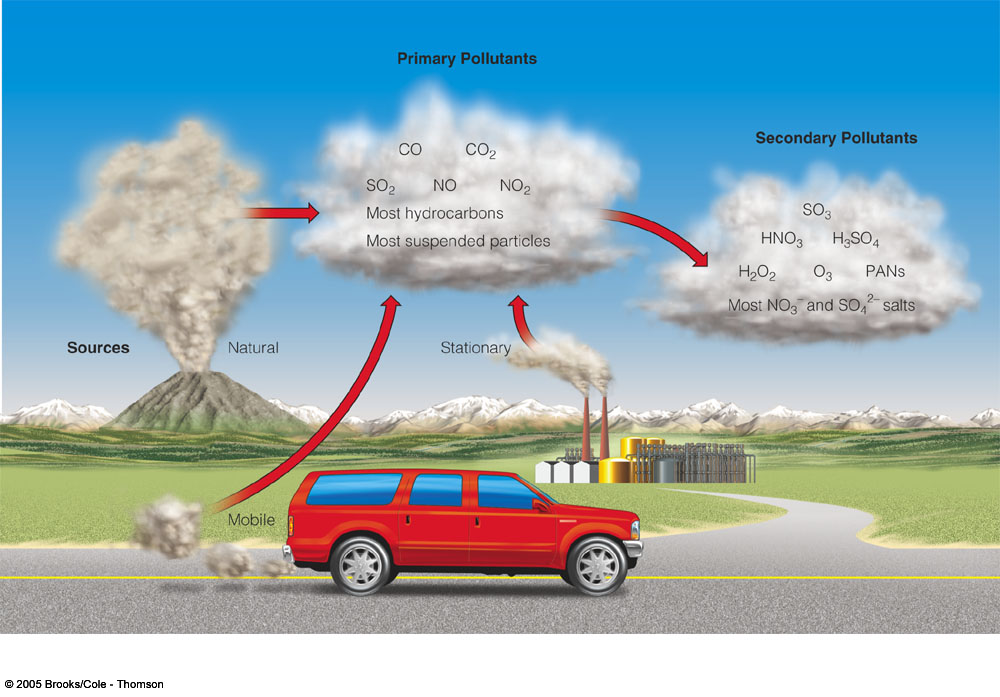 Primary Pollutants
CO CO₂
SO₂ NO NO₂
Most hydrocarbons
Most suspended particles
Secondary Pollutants
SO₃
HNO₃ H₃SO₄
H₂O₂ O₃ PANs
Most NO₃⁻ and SO₄²⁻ salts
Sources Natural
Stationary
Mobile
© 2005 Brooks/Cole - Thomson